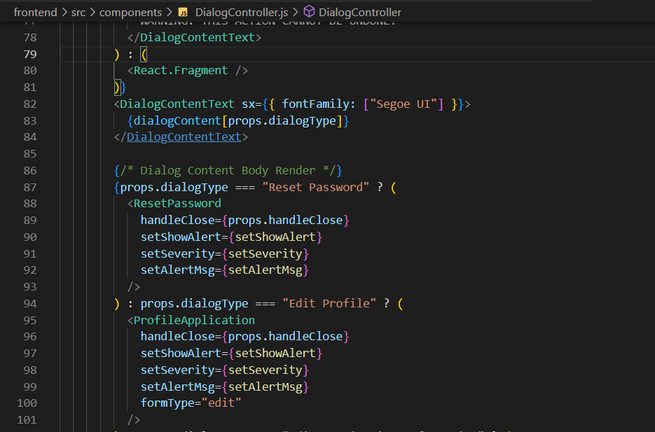 frontend > src > components > JS DialogController.js > DialogController
77 WARNING: THIS ACTION CANNOT BE UNDONE!
78 </DialogContentText>
79 ) : (
80 <React.Fragment />
81 )}
82 <DialogContentText sx={{ fontFamily: ["Segoe UI"] }}>
83 {dialogContent[props.dialogType]}
84 </DialogContentText>
85
86 {/* Dialog Content Body Render */}
87 {props.dialogType === "Reset Password" ? (
88 <ResetPassword
89 handleClose={props.handleClose}
90 setShowAlert={setShowAlert}
91 setSeverity={setSeverity}
92 setAlertMsg={setAlertMsg}
93 />
94 ) : props.dialogType === "Edit Profile" ? (
95 <ProfileApplication
96 handleClose={props.handleClose}
97 setShowAlert={setShowAlert}
98 setSeverity={setSeverity}
99 setAlertMsg={setAlertMsg}
100 formType="edit"
101 />